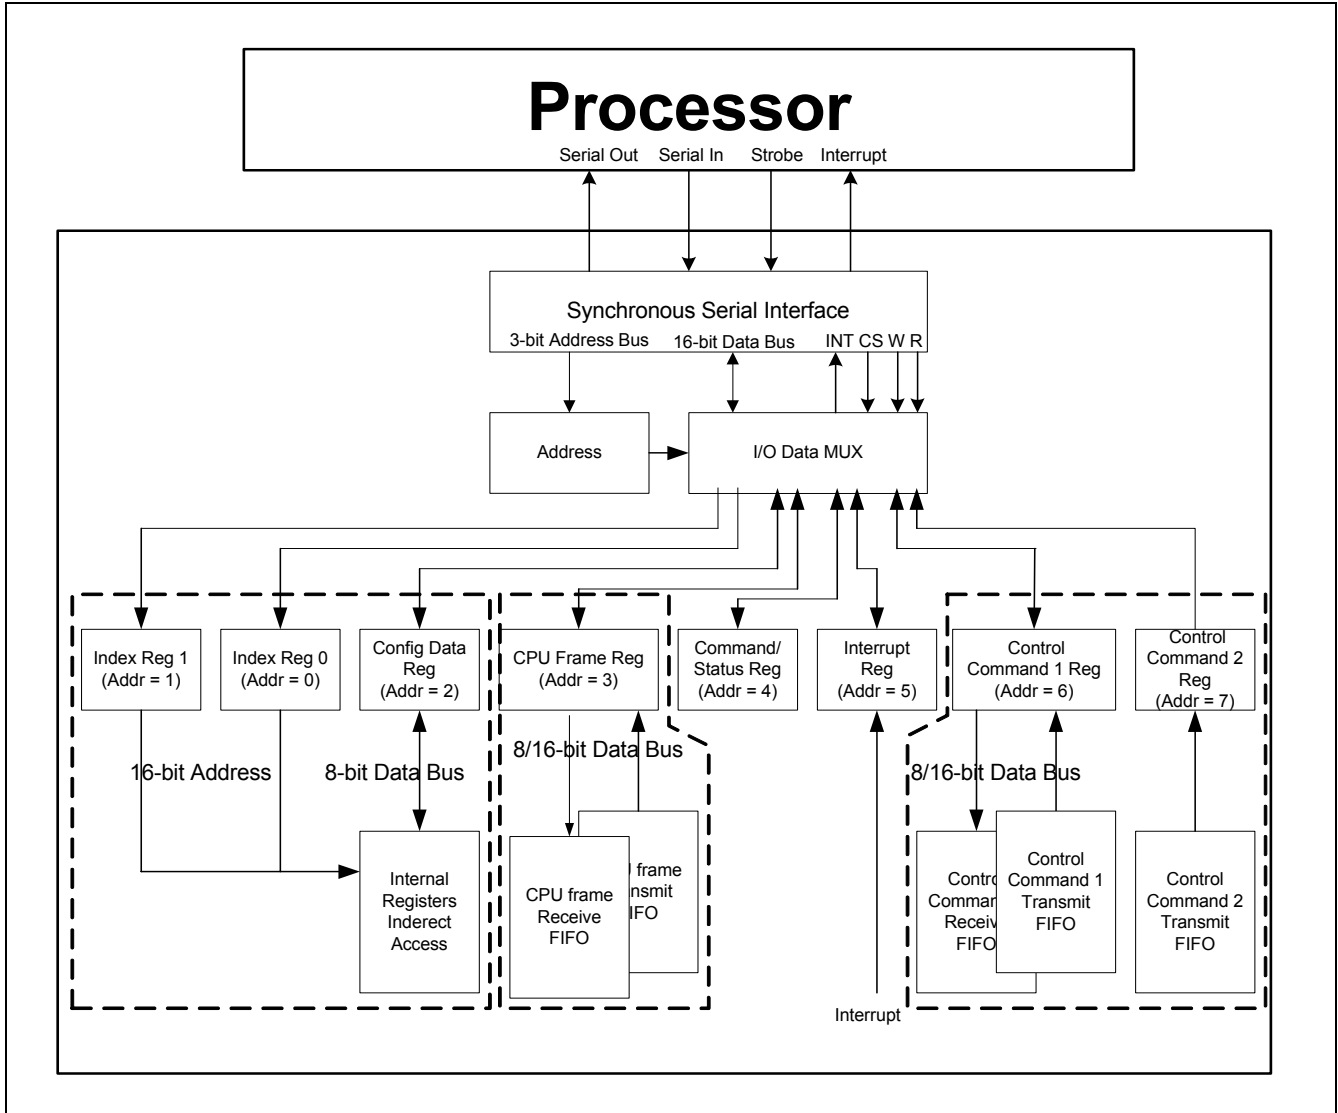 Processor
Serial Out Serial In Strobe Interrupt
Synchronous Serial Interface
3-bit Address Bus 16-bit Data Bus INT CS W R
Address
I/O Data MUX
Index Reg 1
(Addr = 1)
Index Reg 0
(Addr = 0)
Config Data
Reg
(Addr = 2)
CPU Frame Reg
(Addr = 3)
Command/
Status Reg
(Addr = 4)
Interrupt
Reg
(Addr = 5)
Control
Command 1 Reg
(Addr = 6)
Control
Command 2
Reg
(Addr = 7)
16-bit Address
8-bit Data Bus
8/16-bit Data Bus
8/16-bit Data Bus
Internal
Registers
Inderect
Access
CPU frame
Receive
FIFO
frame
Control
Command 1
Transmit
FIFO
Command
FIFO
Control
Command 2
Transmit
FIFO
Interrupt